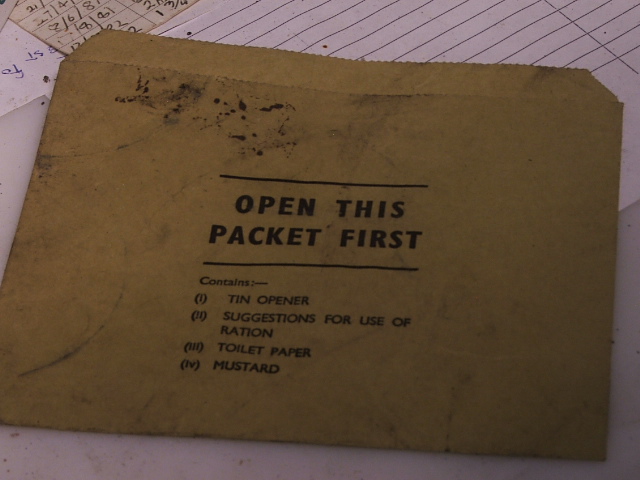 OPEN THIS
PACKET FIRST
Contains:—
(I) TIN OPENER
(II) SUGGESTIONS FOR USE OF
RATION
(III) TOILET PAPER
(IV) MUSTARD